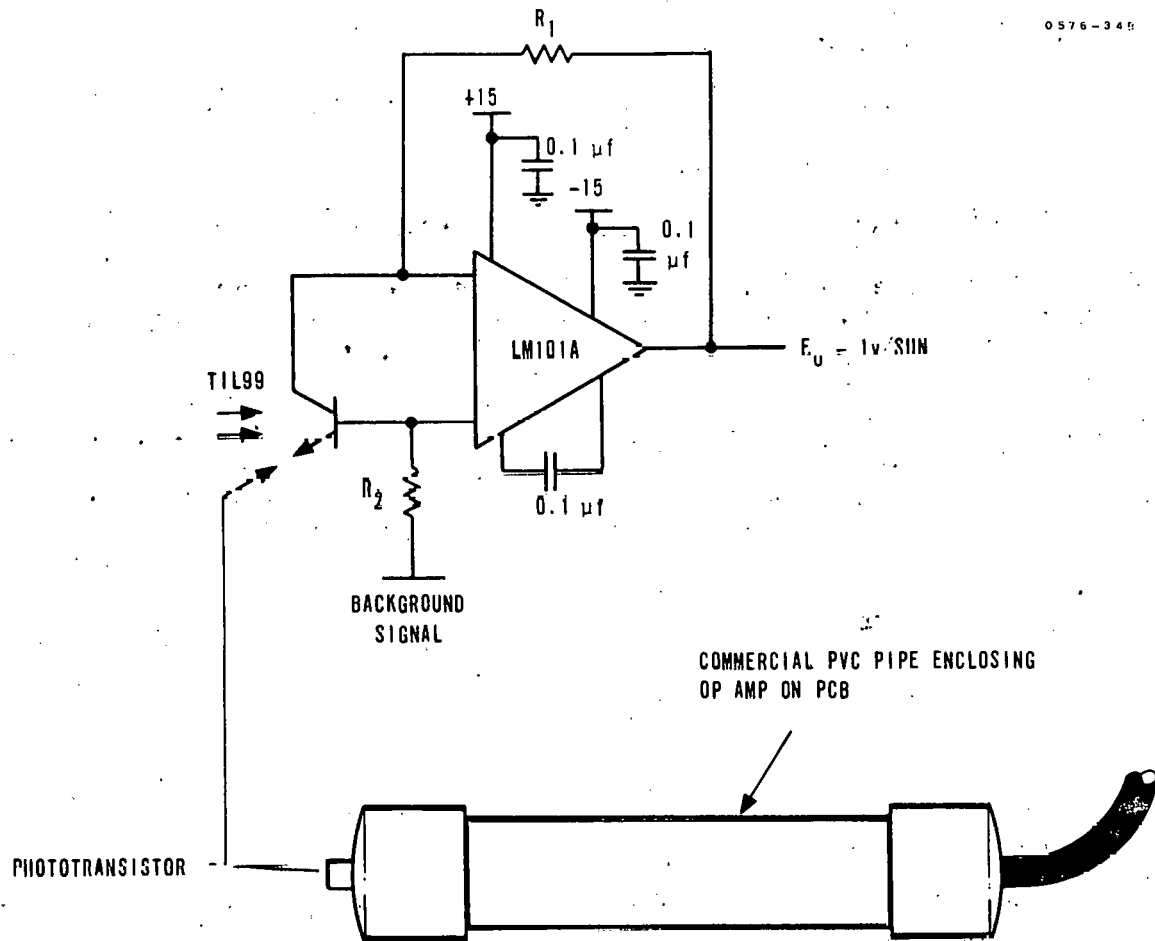 0576-34
R1
+15
0.1 µf
-15
0.1
µf
LM101A
E0 - 1v/SUN
TIL99
R2
0.1 µf
BACKGROUND
SIGNAL
COMMERCIAL PVC PIPE ENCLOSING
OP AMP ON PCB
PHOTOTRANSISTOR